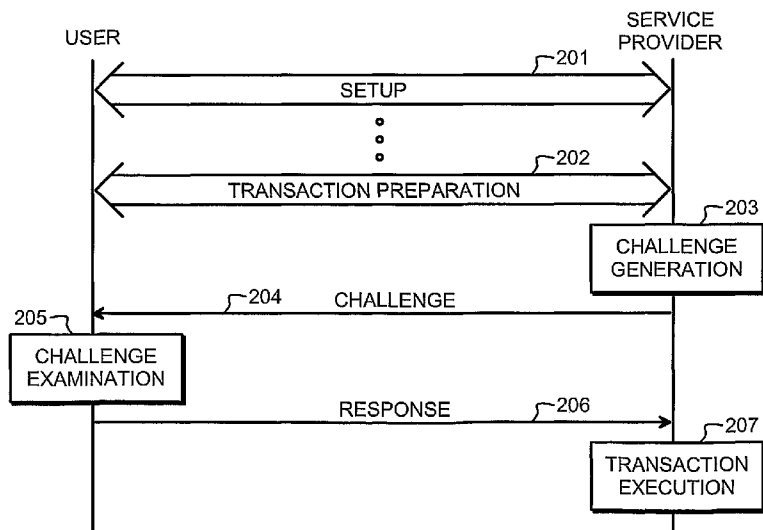 USER
SERVICE
PROVIDER
201
SETUP
202
TRANSACTION PREPARATION
203
CHALLENGE
GENERATION
204
CHALLENGE
205
CHALLENGE
EXAMINATION
RESPONSE
206
207
TRANSACTION
EXECUTION